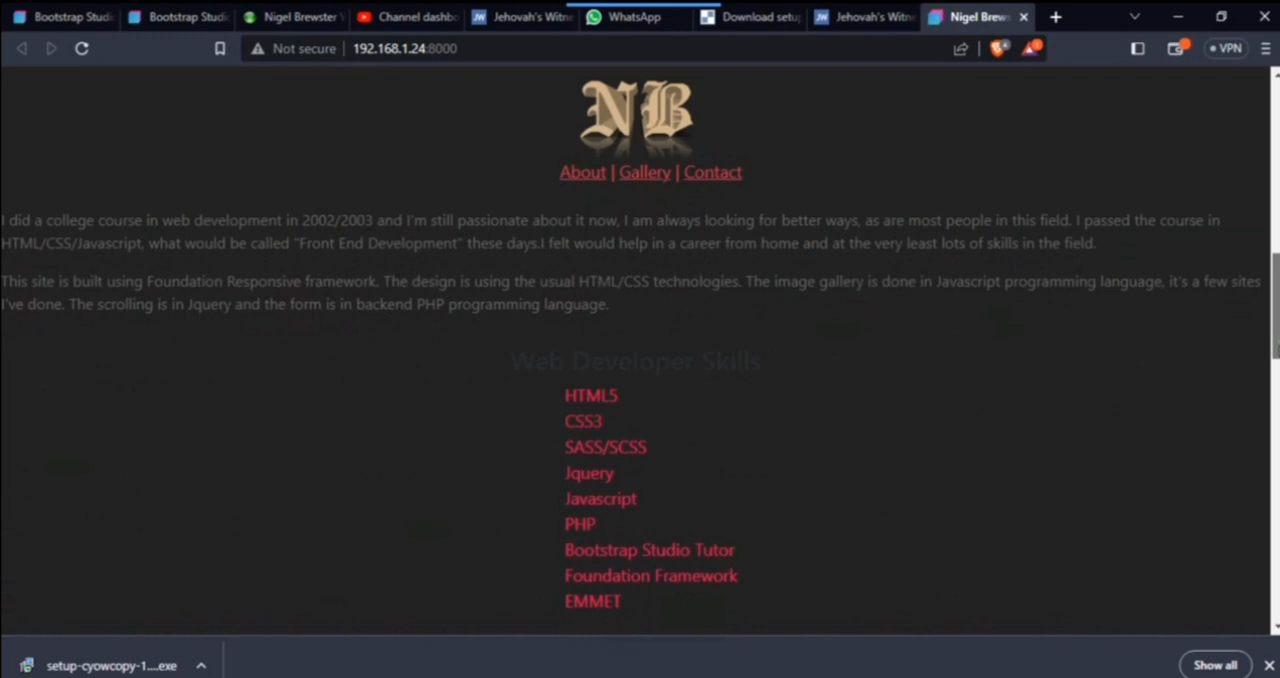 Bootstrap Studi
Bootstrap Studi
Nigel Brewster
Channel dashbo
Jehovah's Witne
WhatsApp
Download setu
Jehovah's Witn
Nigel Brews
Not secure
192.168.1.24:8000
VPN
NB
About | Gallery | Contact
I did a college course in web development in 2002/2003 and I'm still passionate about it now, I am always looking for better ways, as are most people in this field. I passed the course in
HTML/CSS/Javascript, what would be called "Front End Development" these days.I felt would help in a career from home and at the very least lots of skills in the field.
This site is built using Foundation Responsive framework. The design is using the usual HTML/CSS technologies. The image gallery is done in Javascript programming language, it's a few sites
I've done. The scrolling is in Jquery and the form is in backend PHP programming language.
Web Developer Skills
HTML5
CSS3
SASS/SCSS
Jquery
Javascript
PHP
Bootstrap Studio Tutor
Foundation Framework
EMMET
setup-cyowcopy-1....exe
Show all